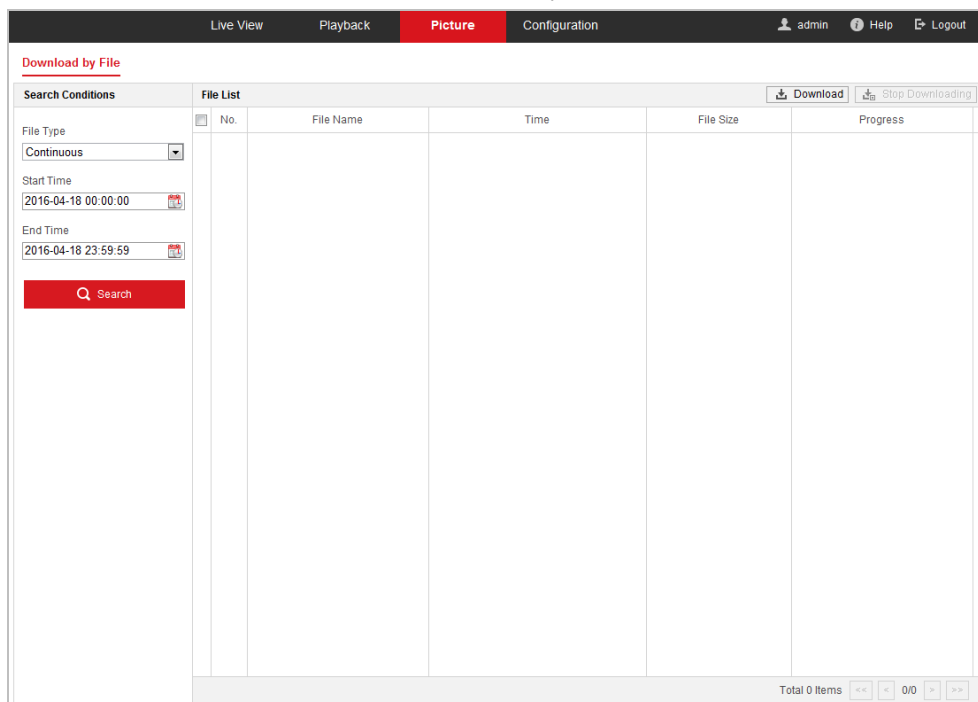 Live View Playback Picture Configuration admin Help Logout
Download by File
Search Conditions
File Type
Continuous
Start Time
2016-04-18 00:00:00
End Time
2016-04-18 23:59:59
Search
File List Download Stop Downloading
No. File Name Time File Size Progress
Total 0 Items << < 0/0 > >>